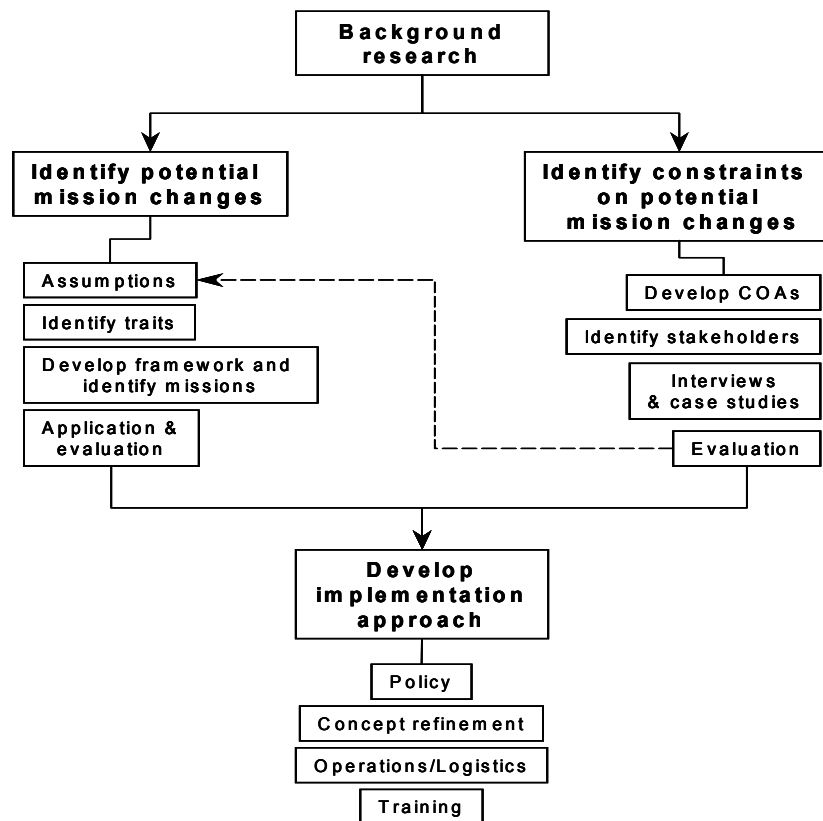 Background
research
Identify potential
mission changes
Assumptions
Identify traits
Develop framework and
identify missions
Application &
evaluation
Identify constraints
on potential
mission changes
Develop COAs
Identify stakeholders
Interviews
& case studies
Evaluation
Develop
implementation
approach
Policy
Concept refinement
Operations/Logistics
Training